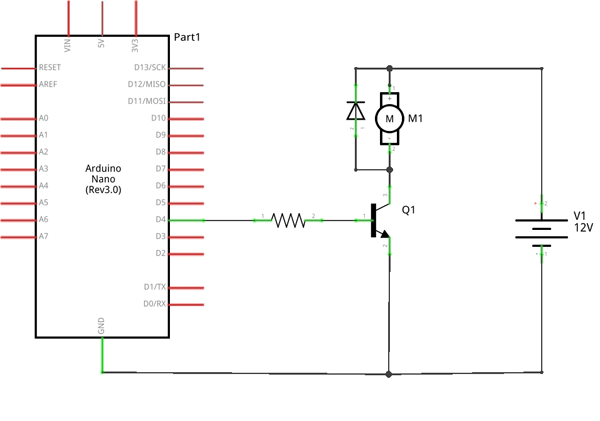 VIN
5V
3V3
Part1
RESET
D13/SCK
AREF
D12/MISO
D11/MOSI
A0
D10
A1
D9
A2
D8
A3
D7
A4
D6
A5
D5
A6
D4
A7
D3
D2
D1/TX
D0/RX
GND
Arduino
Nano
(Rev3.0)
1
2
M
M1
Q1
V1
12V